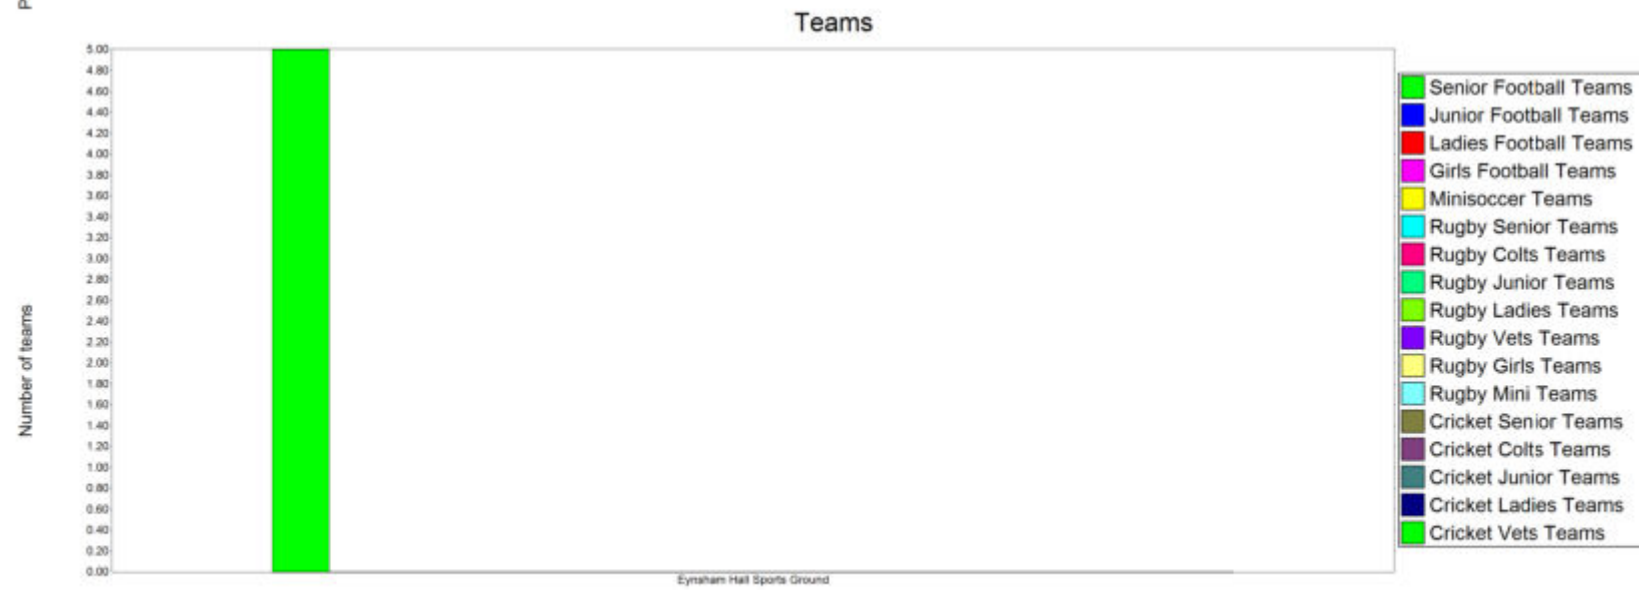 Teams
5.00
4.80
4.60
4.40
4.20
4.00
3.80
3.60
3.40
3.20
3.00
2.80
2.60
2.40
2.20
2.00
1.80
1.60
1.40
1.20
1.00
0.80
0.60
0.40
0.20
0.00
Number of teams
Eynsham Hall Sports Ground
Senior Football Teams
Junior Football Teams
Ladies Football Teams
Girls Football Teams
Minisoccer Teams
Rugby Senior Teams
Rugby Colts Teams
Rugby Junior Teams
Rugby Ladies Teams
Rugby Vets Teams
Rugby Girls Teams
Rugby Mini Teams
Cricket Senior Teams
Cricket Colts Teams
Cricket Junior Teams
Cricket Ladies Teams
Cricket Vets Teams